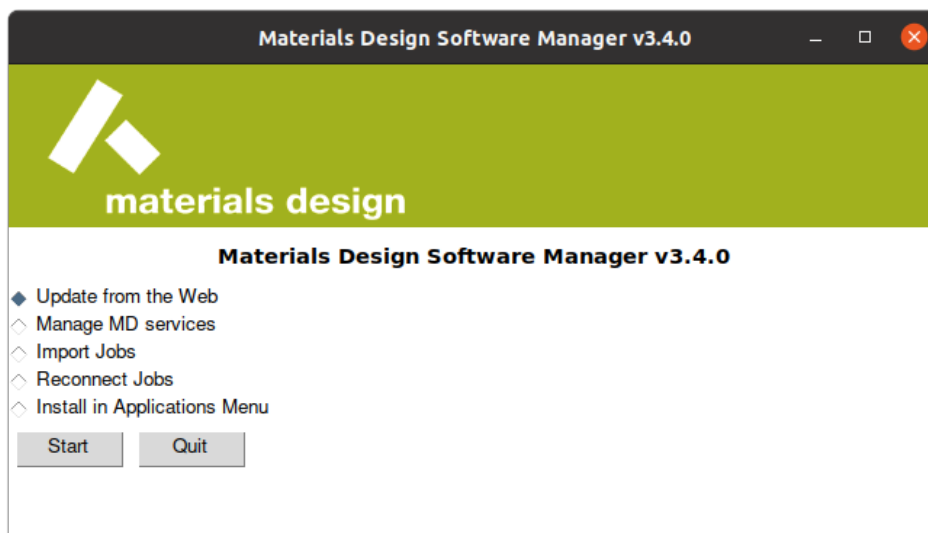 Materials Design Software Manager v3.4.0
materials design
Materials Design Software Manager v3.4.0
Update from the Web
Manage MD services
Import Jobs
Reconnect Jobs
Install in Applications Menu
Start Quit